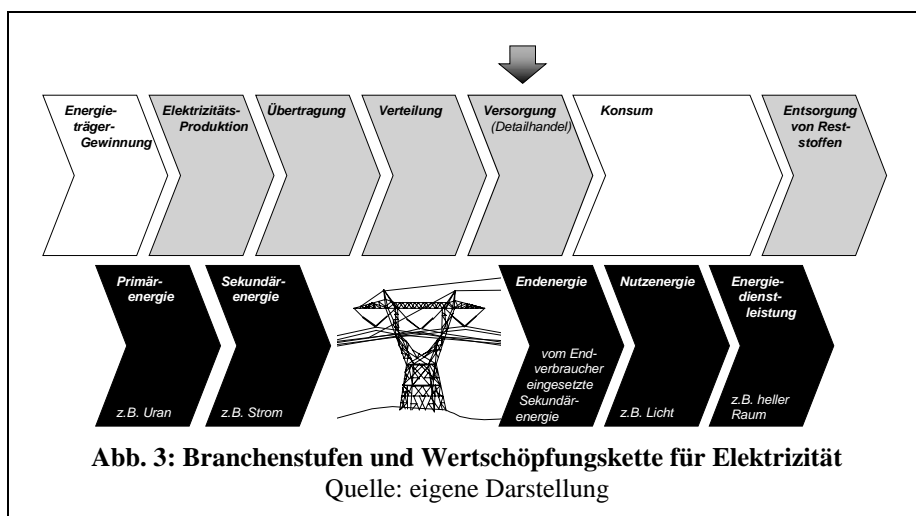 Energie-
träger-
Gewinnung
Elektrizitäts-
Produktion
Übertragung
Verteilung
Versorgung
(Detailhandel)
Konsum
Entsorgung
von Rest-
stoffen
Primär-
energie
z.B. Uran
Sekundär-
energie
z.B. Strom
Endenergie
vom End-
verbraucher
eingesetzte
Sekundär-
energie
Nutzenergie
z.B. Licht
Energie-
dienst-
leistung
z.B. heller
Raum
Abb. 3: Branchenstufen und Wertschöpfungskette für Elektrizität
Quelle: eigene Darstellung